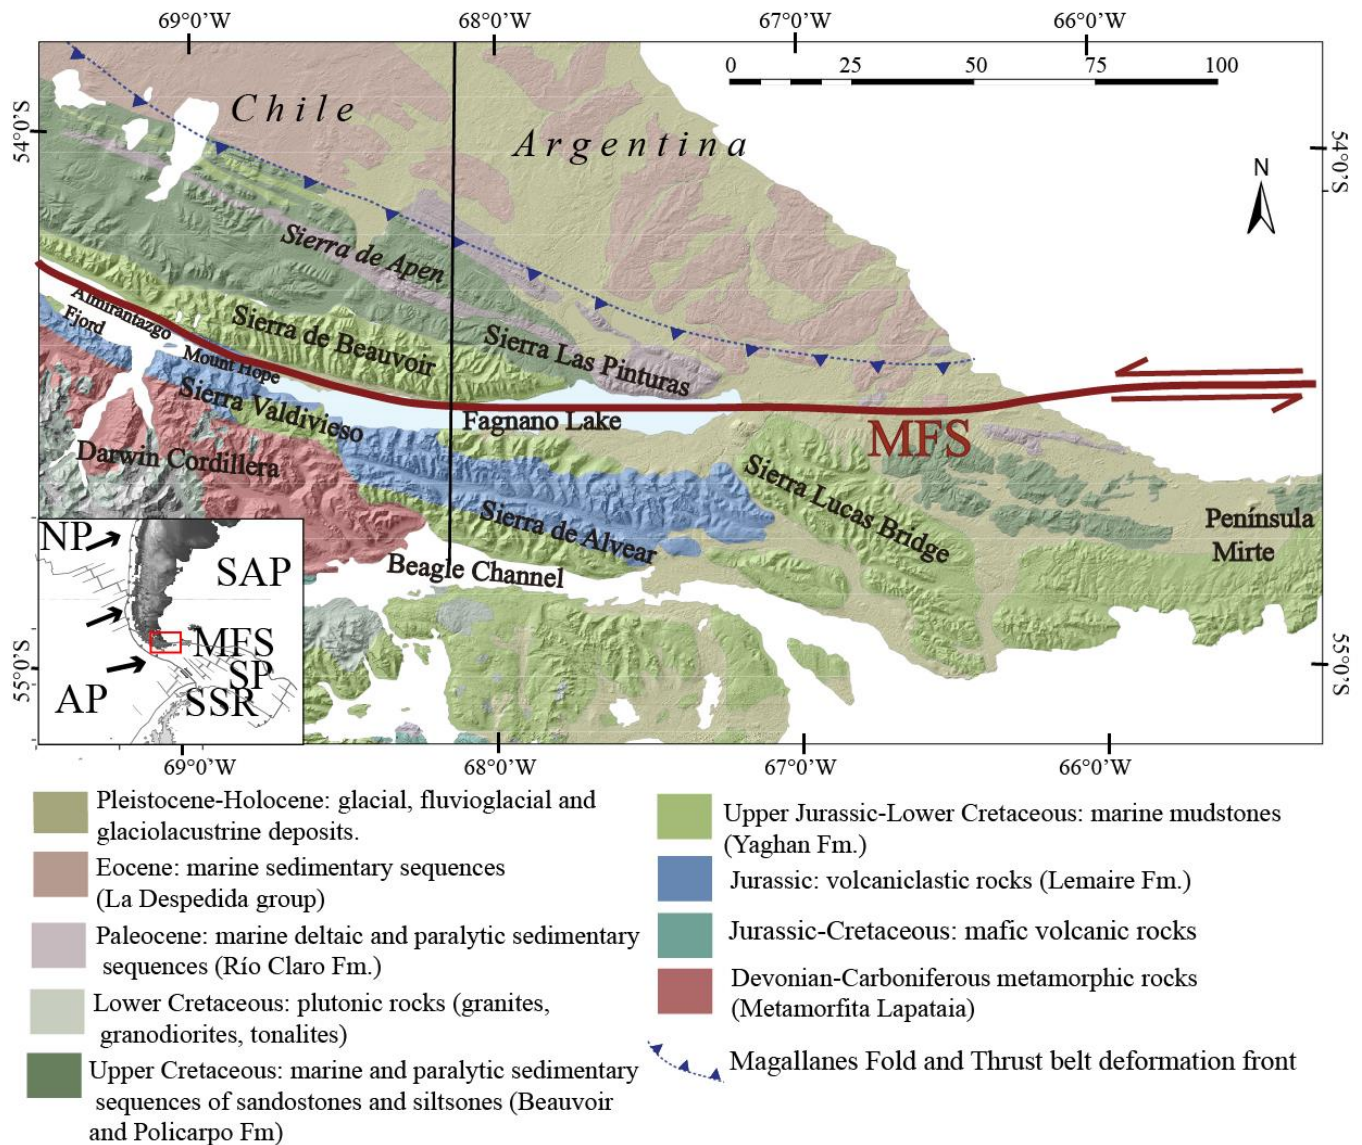 69°0’W 68°0’W 67°0’W 66°0’W
0 25 50 75 100
Chile
Argentina
54°0’S
54°0’S
N
Sierra de Apen
Almirantazgo
Fjord
Sierra de Beauvoir
Mount Hope
Sierra Las Pinturas
Sierra Valdivieso
Fagnano Lake
MFS
Darwin Cordillera
Sierra Lucas Bridge
Sierra de Alvear
Península
Mirte
Beagle Channel
NP
SAP
MFS
SP
AP
SSR
55°0’S
55°0’S
69°0’W 68°0’W 67°0’W 66°0’W
Pleistocene-Holocene: glacial, fluvioglacial and
glaciolacustrine deposits.
Eocene: marine sedimentary sequences
(La Despedida group)
Paleocene: marine deltaic and paralytic sedimentary
sequences (Río Claro Fm.)
Lower Cretaceous: plutonic rocks (granites,
granodiorites, tonalites)
Upper Cretaceous: marine and paralytic sedimentary
sequences of sandostones and siltsones (Beauvoir
and Policarpo Fm)
Upper Jurassic-Lower Cretaceous: marine mudstones
(Yaghan Fm.)
Jurassic: volcaniclastic rocks (Lemaire Fm.)
Jurassic-Cretaceous: mafic volcanic rocks
Devonian-Carboniferous metamorphic rocks
(Metamorfita Lapataia)
Magallanes Fold and Thrust belt deformation front